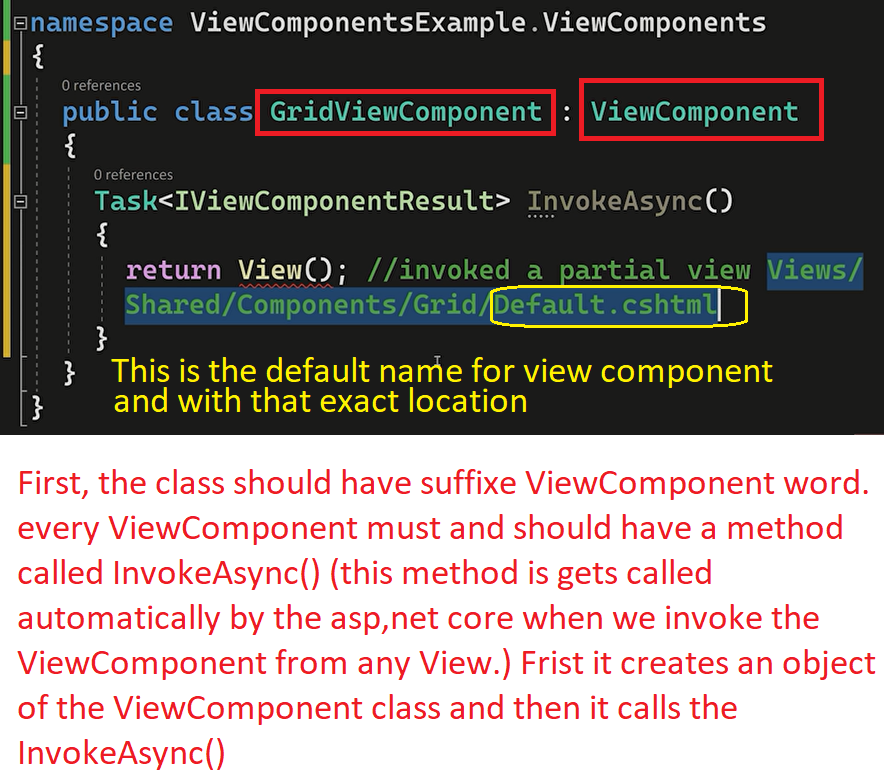 namespace ViewComponentsExample.ViewComponents
{
0 references
public class GridViewComponent : ViewComponent
{
0 references
Task<IViewComponentResult> InvokeAsync()
{
return View(); //invoked a partial view Views/
Shared/Components/Grid/Default.cshtml
}
}
}
This is the default name for view component
and with that exact location
First, the class should have suffixe ViewComponent word.
every ViewComponent must and should have a method
called InvokeAsync() (this method is gets called
automatically by the asp,net core when we invoke the
ViewComponent from any View.) Frist it creates an object
of the ViewComponent class and then it calls the
InvokeAsync()